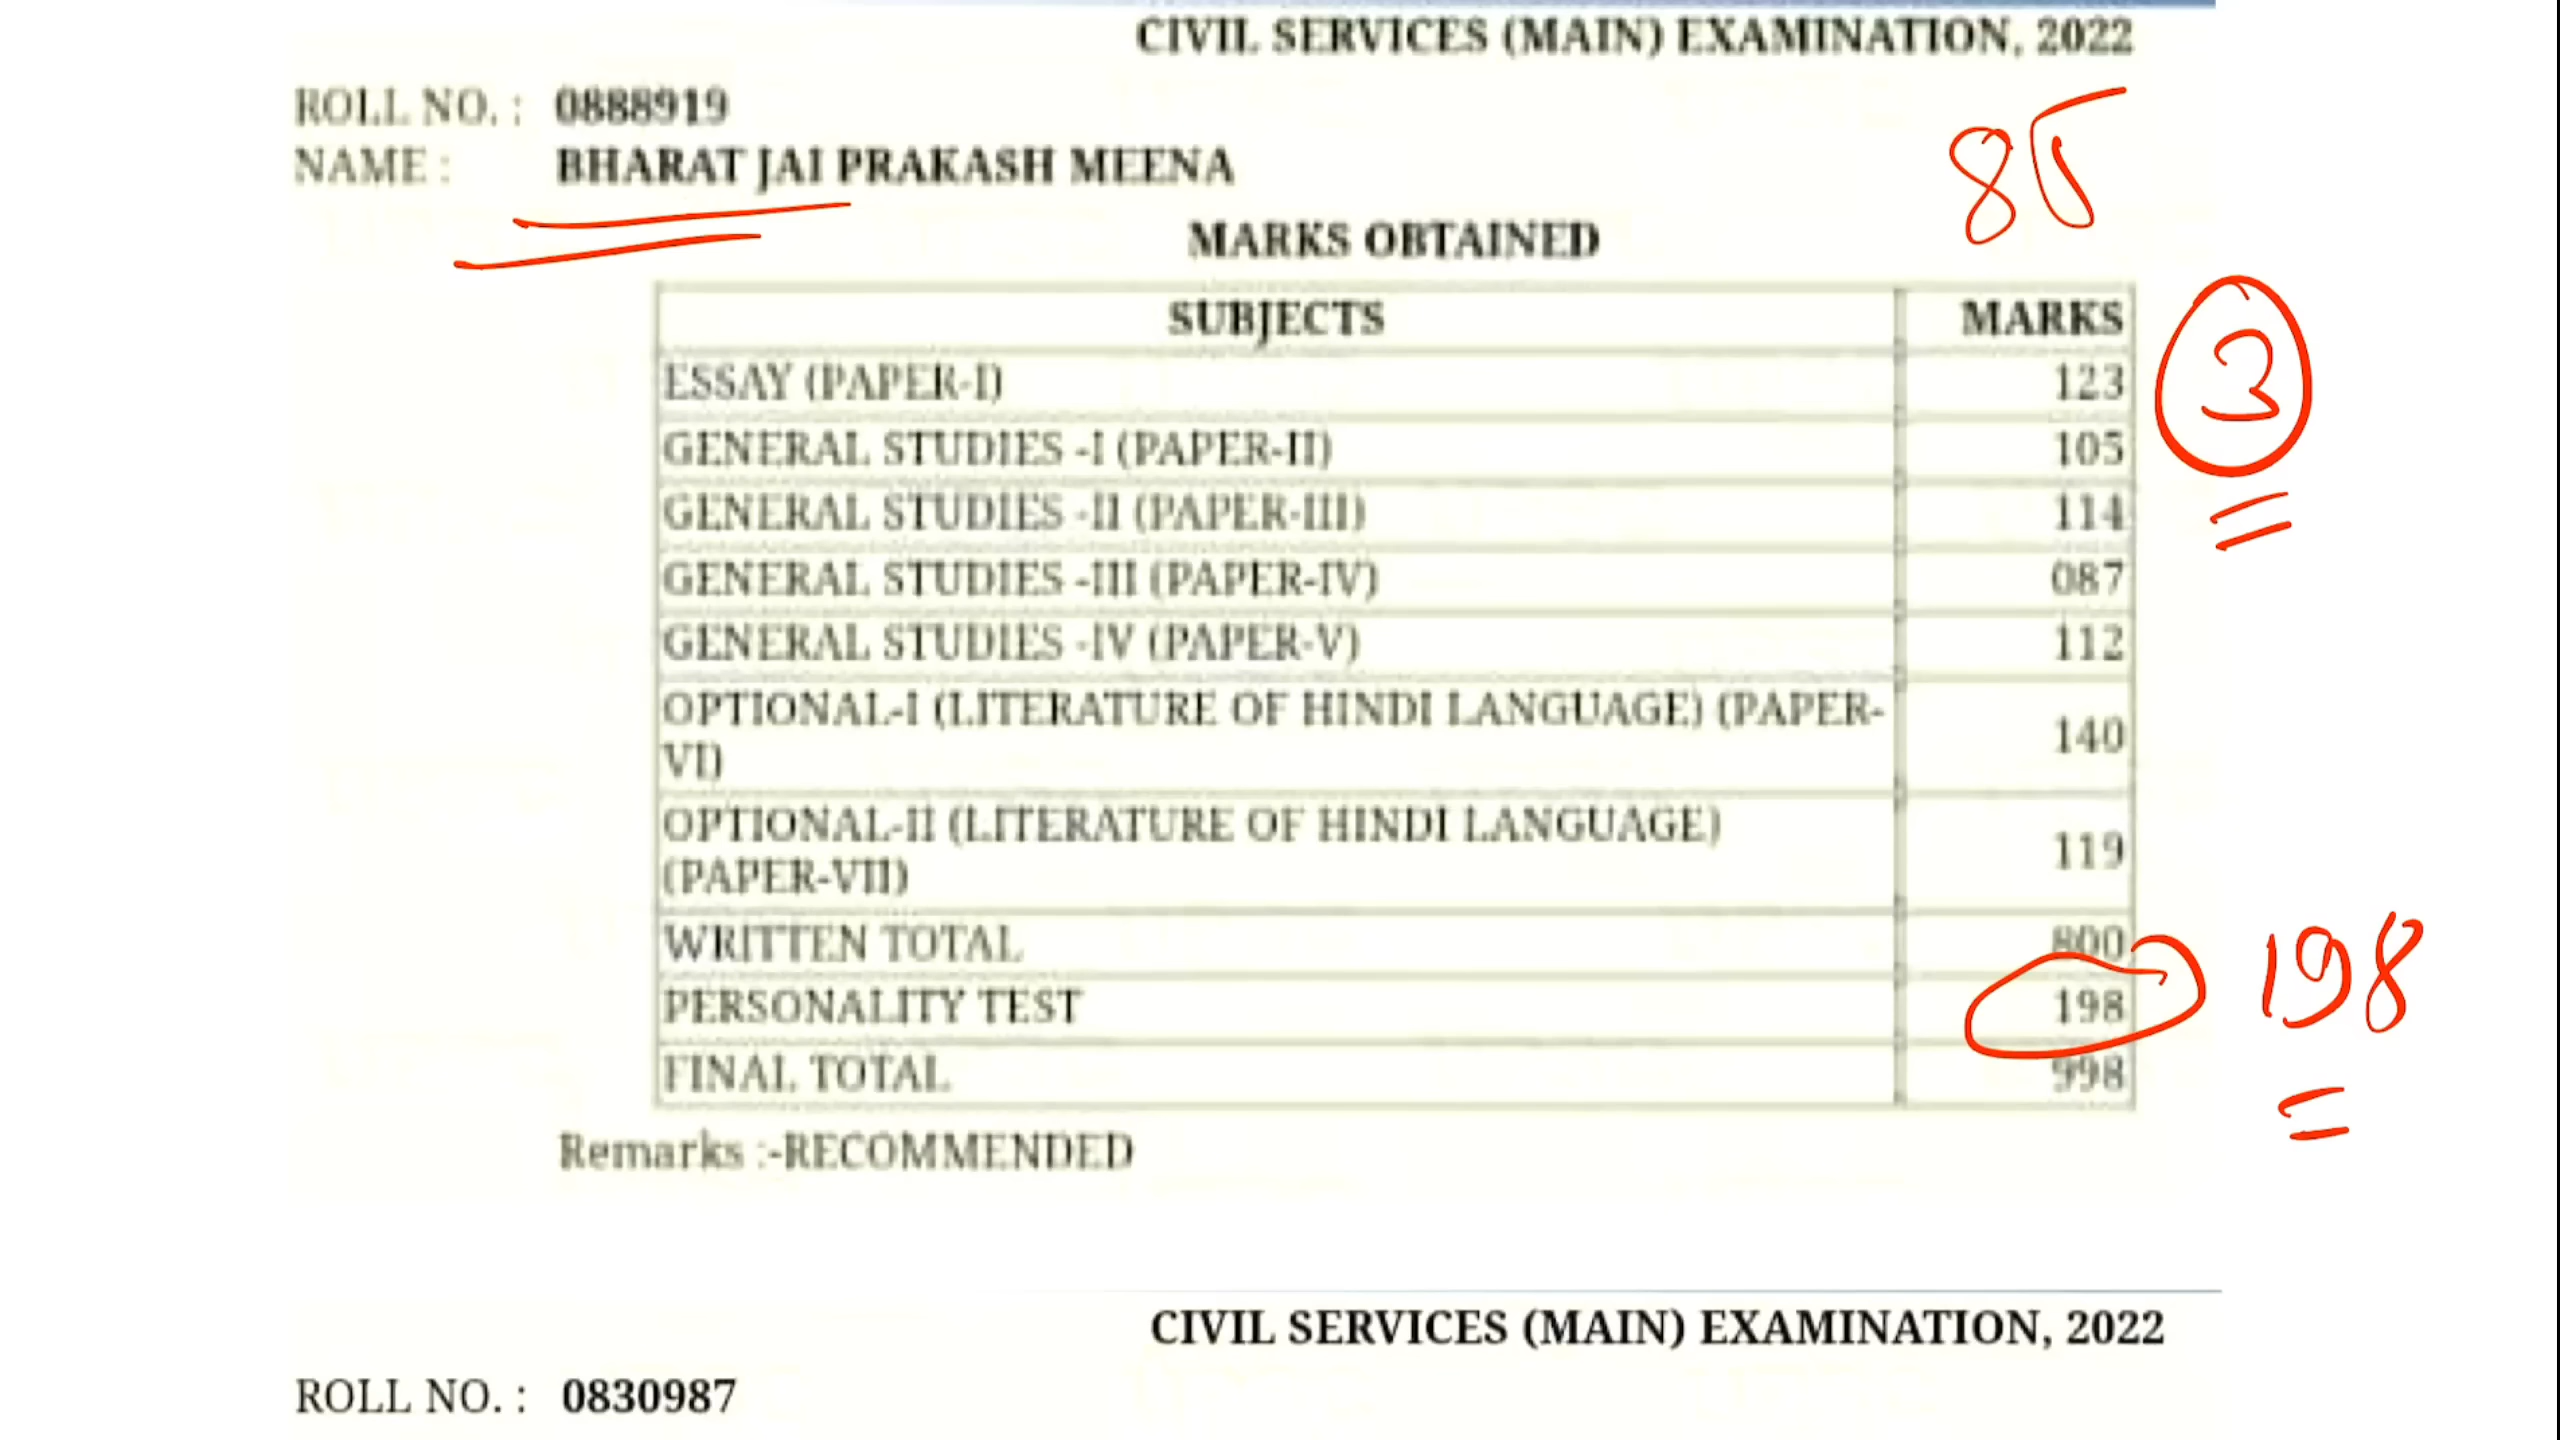 CIVIL SERVICES (MAIN) EXAMINATION, 2022
ROLL NO. : 0888919
NAME : BHARAT JAI PRAKASH MEENA
85
MARKS OBTAINED
SUBJECTS MARKS
ESSAY (PAPER-I) 123
3
GENERAL STUDIES -I (PAPER-II) 105
GENERAL STUDIES -II (PAPER-III) 114
GENERAL STUDIES -III (PAPER-IV) 087
GENERAL STUDIES -IV (PAPER-V) 112
OPTIONAL-I (LITERATURE OF HINDI LANGUAGE) (PAPER-
VI) 140
OPTIONAL-II (LITERATURE OF HINDI LANGUAGE)
(PAPER-VII) 119
WRITTEN TOTAL 800
PERSONALITY TEST 198
198
FINAL TOTAL 998
Remarks :-RECOMMENDED
CIVIL SERVICES (MAIN) EXAMINATION, 2022
ROLL NO. : 0830987